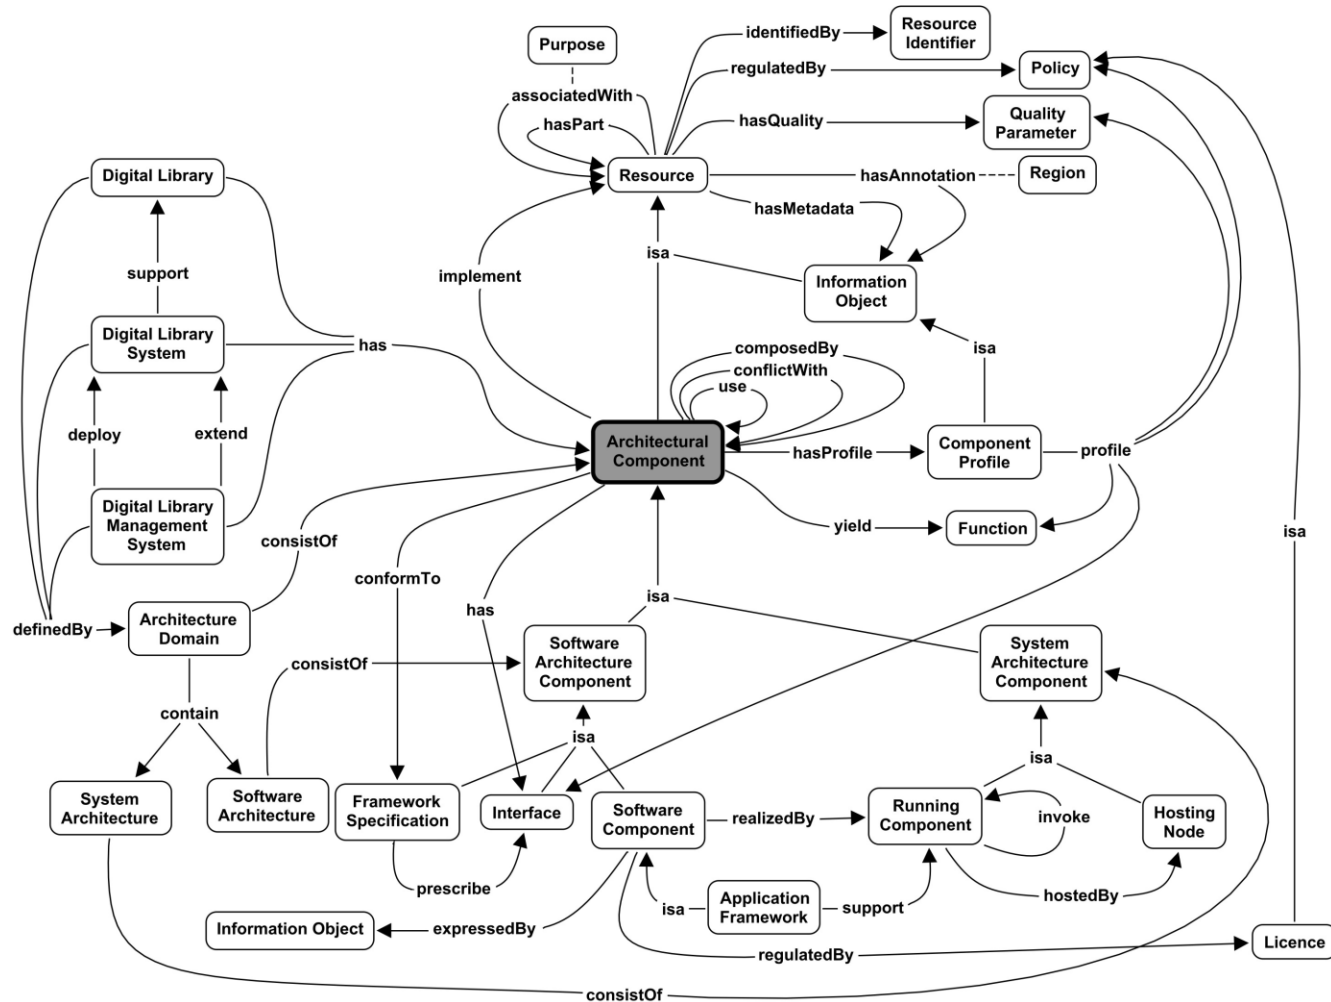 Purpose
identifiedBy
Resource
Identifier
regulatedBy
Policy
associatedWith
hasPart
hasQuality
Quality
Parameter
Digital Library
Resource
hasAnnotation
Region
hasMetadata
support
implement
isa
Information
Object
Digital Library
System
has
composedBy
conflictWith
use
isa
deploy
extend
Architectural
Component
hasProfile
Component
Profile
profile
Digital Library
Management
System
consistOf
yield
Function
isa
conformTo
has
isa
definedBy
Architecture
Domain
Software
Architecture
Component
System
Architecture
Component
consistOf
contain
isa
isa
System
Architecture
Software
Architecture
Framework
Specification
Interface
Software
Component
realizedBy
Running
Component
invoke
Hosting
Node
prescribe
isa
Application
Framework
support
hostedBy
Information Object
expressedBy
regulatedBy
Licence
consistOf